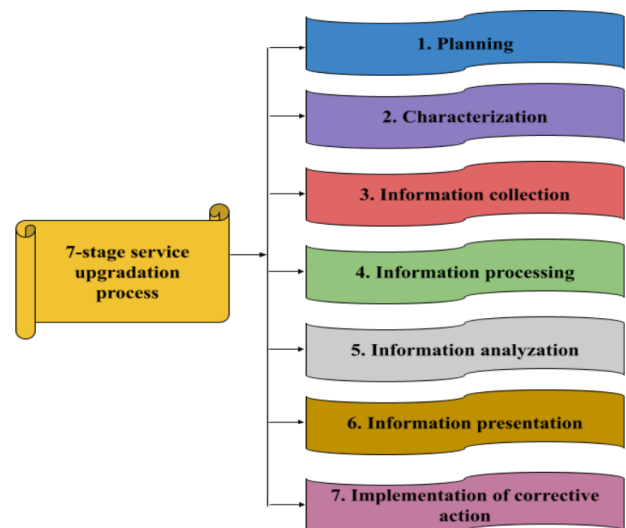 7-stage service
upgradation
process
1. Planning
2. Characterization
3. Information collection
4. Information processing
5. Information analyzation
6. Information presentation
7. Implementation of corrective
action